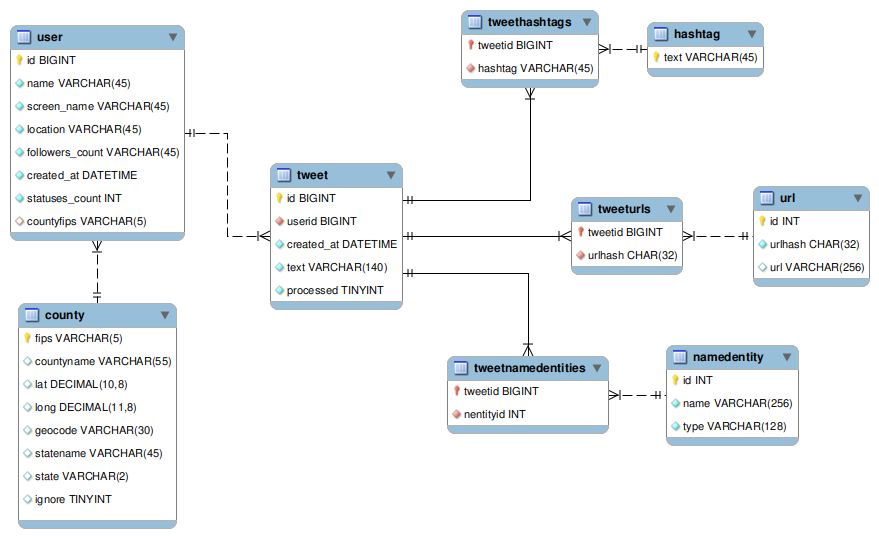 user
id BIGINT
name VARCHAR(45)
screen_name VARCHAR(45)
location VARCHAR(45)
followers_count VARCHAR(45)
created_at DATETIME
statuses_count INT
countyfips VARCHAR(5)
county
fips VARCHAR(5)
countyname VARCHAR(55)
lat DECIMAL(10,8)
long DECIMAL(11,8)
geocode VARCHAR(30)
statename VARCHAR(45)
state VARCHAR(2)
ignore TINYINT
tweet
id BIGINT
userid BIGINT
created_at DATETIME
text VARCHAR(140)
processed TINYINT
tweethashtags
tweetid BIGINT
hashtag VARCHAR(45)
hashtag
text VARCHAR(45)
tweeturls
tweetid BIGINT
urlhash CHAR(32)
url
id INT
urlhash CHAR(32)
url VARCHAR(256)
tweetnamedentities
tweetid BIGINT
nentityid INT
namedentity
id INT
name VARCHAR(256)
type VARCHAR(128)